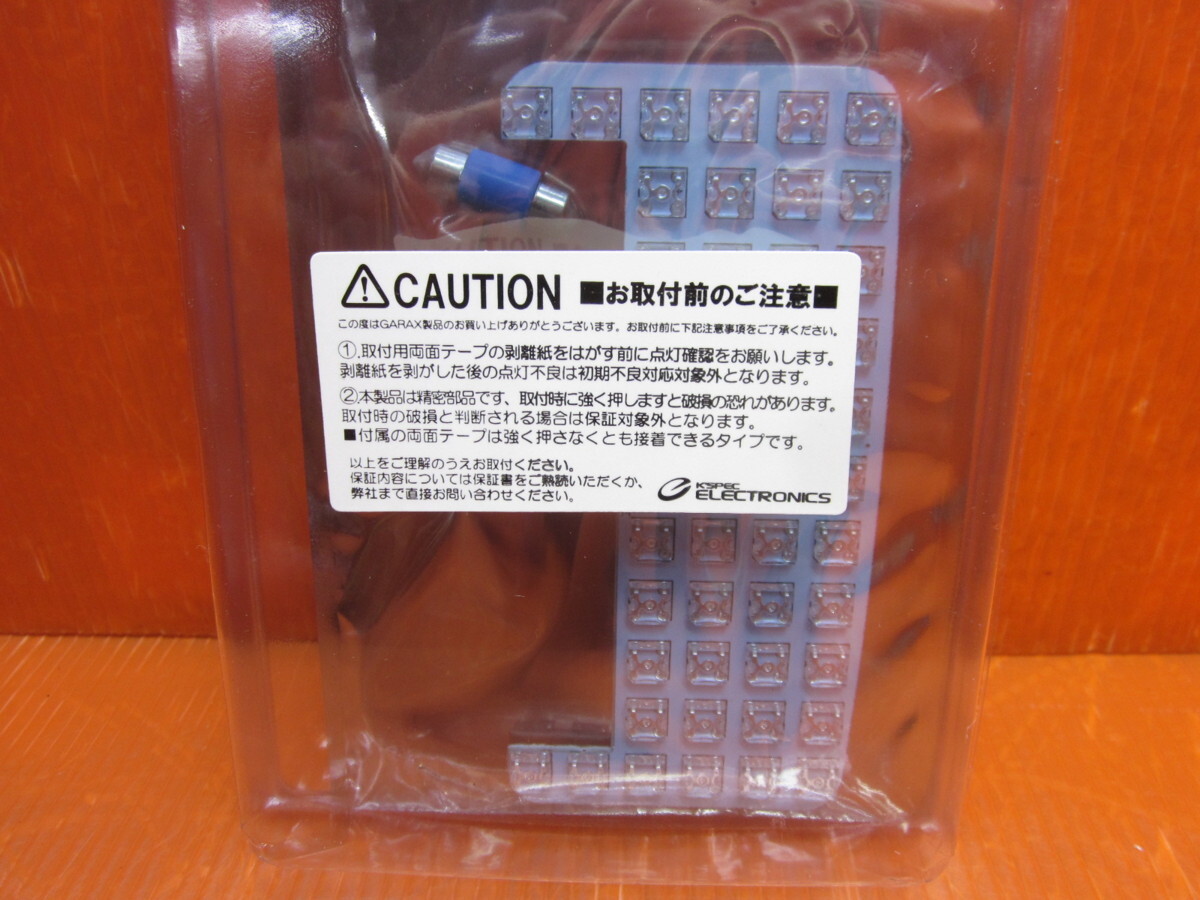 ⚠CAUTION ■お取付前のご注意■
この度はGARAX製品のお買い上げありがとうございます。お取付前に下記注意事項をご了承ください。
①.取付用両面テープの剥離紙をはがす前に点灯確認をお願いします。
剥離紙を剥がした後の点灯不良は初期不良対応対象外となります。
②.本製品は精密部品です、取付時に強く押しますと破損の恐れがあります。
取付時の破損と判断される場合は保証対象外となります。
■付属の両面テープは強く押さなくとも接着できるタイプです。
以上をご理解のうえお取付ください。
保証内容については保証書をご熟読いただくか、
弊社まで直接お問い合わせください。
K'SPEC
ELECTRONICS